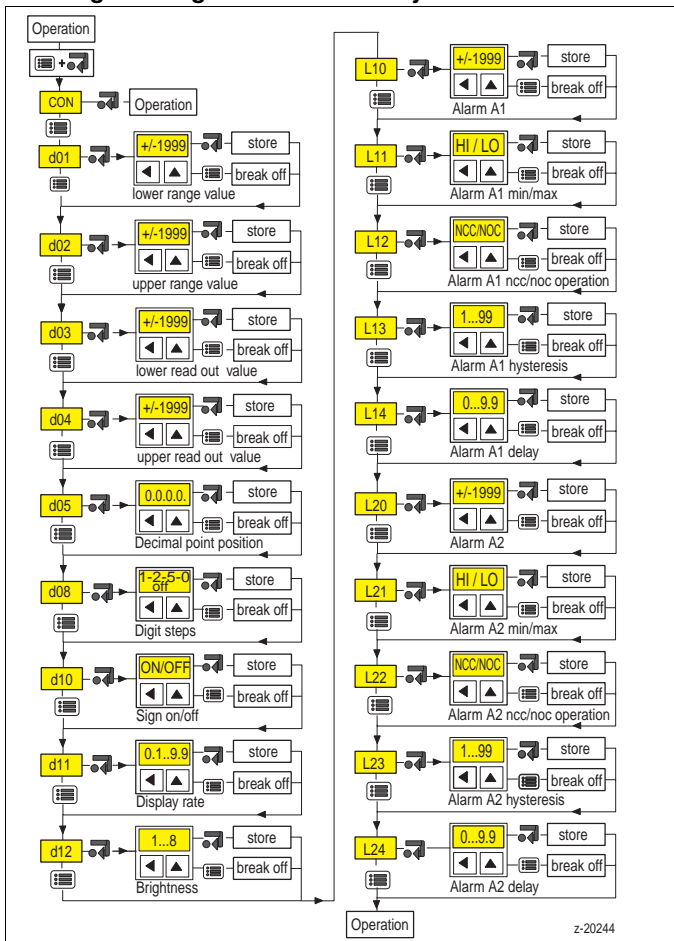 Operation
+
CON
Operation
d01
+/-1999
store
break off
lower range value
d02
+/-1999
store
break off
upper range value
d03
+/-1999
store
break off
lower read out value
d04
+/-1999
store
break off
upper read out value
d05
0.0.0.0.
store
break off
Decimal point position
d08
1-2-5-0
off
store
break off
Digit steps
d10
ON/OFF
store
break off
Sign on/off
d11
0.1..9.9
store
break off
Display rate
d12
1...8
store
break off
Brightness
L10
+/-1999
store
break off
Alarm A1
L11
HI / LO
store
break off
Alarm A1 min/max
L12
NCC/NOC
store
break off
Alarm A1 ncc/noc operation
L13
1...99
store
break off
Alarm A1 hysteresis
L14
0...9.9
store
break off
Alarm A1 delay
L20
+/-1999
store
break off
Alarm A2
L21
HI / LO
store
break off
Alarm A2 min/max
L22
NCC/NOC
store
break off
Alarm A2 ncc/noc operation
L23
1...99
store
break off
Alarm A2 hysteresis
L24
0...9.9
store
break off
Alarm A2 delay
Operation
z-20244